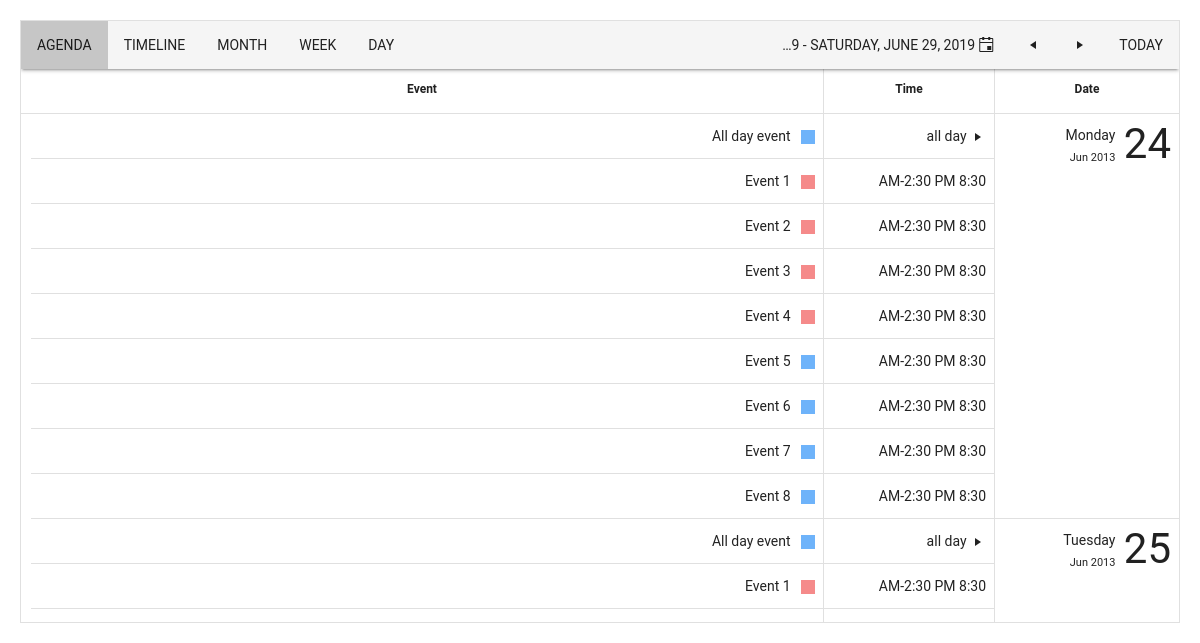 AGENDA TIMELINE MONTH WEEK DAY ...9 - SATURDAY, JUNE 29, 2019 TODAY
Event Time Date
All day event all day Monday 24
Jun 2013
Event 1 AM-2:30 PM 8:30
Event 2 AM-2:30 PM 8:30
Event 3 AM-2:30 PM 8:30
Event 4 AM-2:30 PM 8:30
Event 5 AM-2:30 PM 8:30
Event 6 AM-2:30 PM 8:30
Event 7 AM-2:30 PM 8:30
Event 8 AM-2:30 PM 8:30
All day event all day Tuesday 25
Jun 2013
Event 1 AM-2:30 PM 8:30